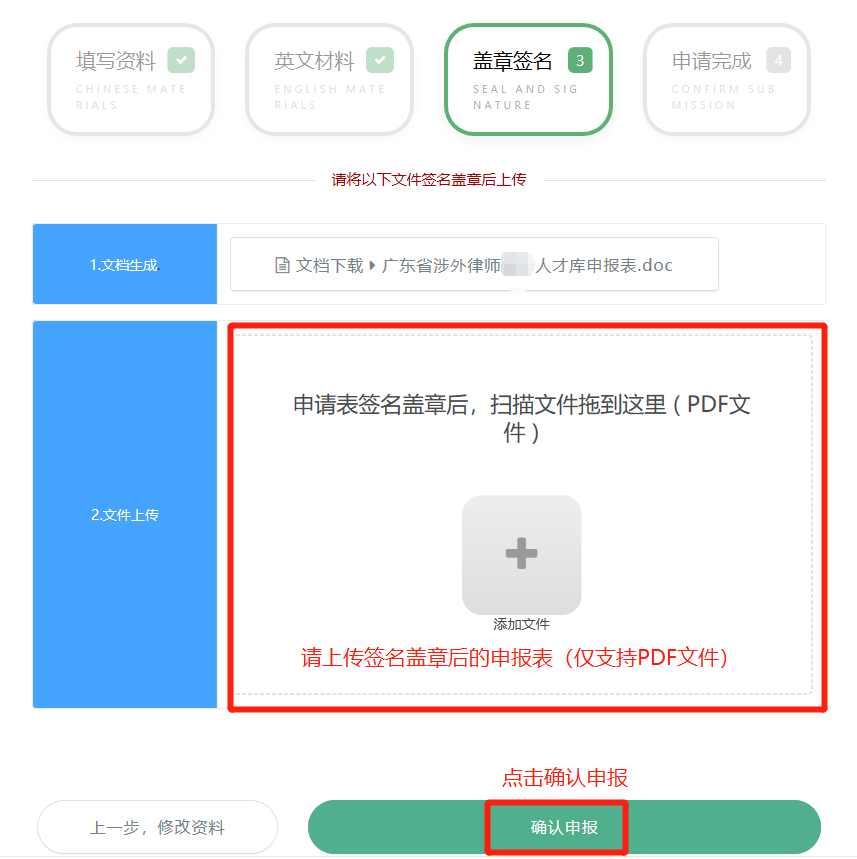 填写资料
CHINESE MATE
RIALS
英文材料
ENGLISH MATE
RIALS
盖章签名 3
SEAL AND SIG
NATURE
申请完成 4
CONFIRM SUB
MISSION
请将以下文件签名盖章后上传
1.文档生成.
文档下载 广东省涉外律师 人才库申报表.doc
2.文件上传
申请表签名盖章后，扫描文件拖到这里 ( PDF文
件 )
添加文件
请上传签名盖章后的申报表（仅支持PDF文件）
点击确认申报
上一步，修改资料
确认申报